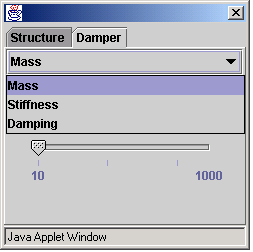 Structure Damper
Mass
Mass
Stiffness
Damping
10 1000
Java Applet Window